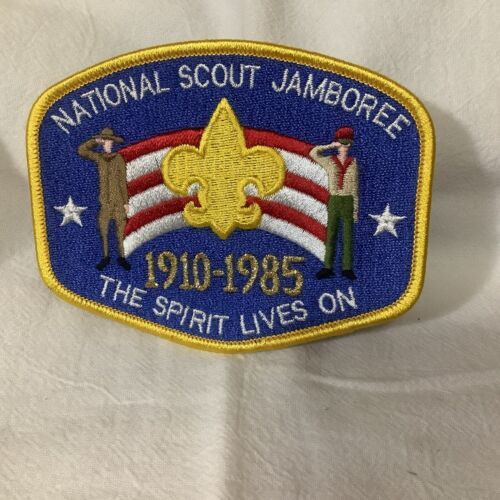 NATIONAL SCOUT JAMBOREE
1910-1985
THE SPIRIT LIVES ON